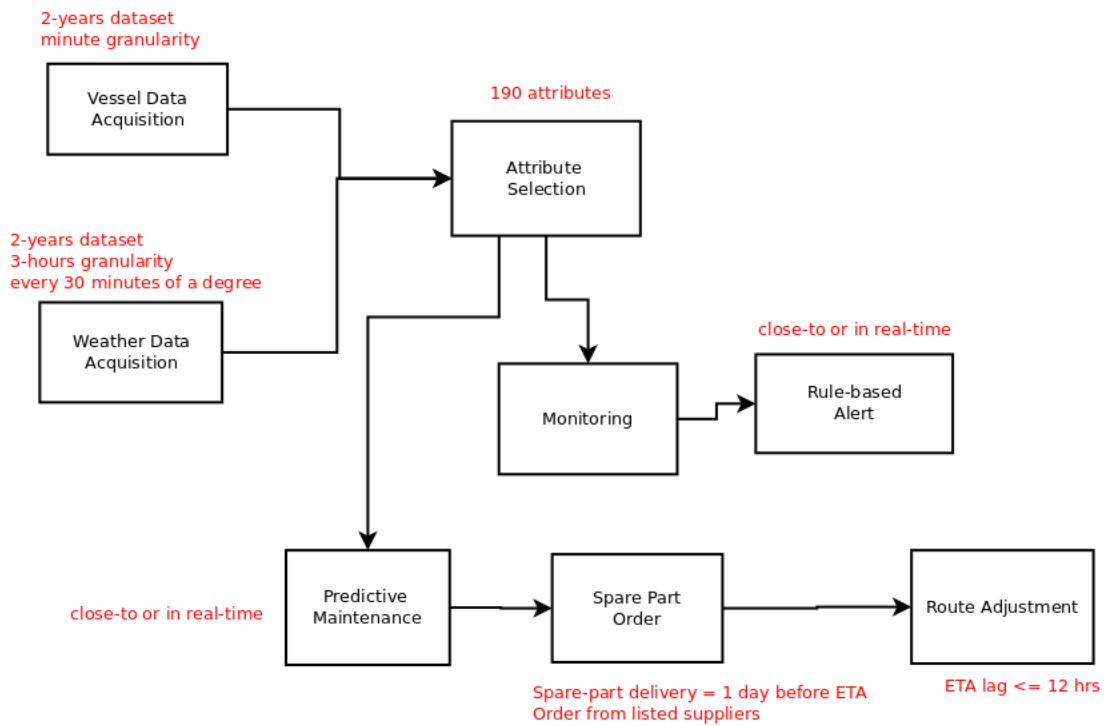 2-years dataset
minute granularity
Vessel Data
Acquisition
190 attributes
Attribute
Selection
2-years dataset
3-hours granularity
every 30 minutes of a degree
Weather Data
Acquisition
close-to or in real-time
Rule-based
Alert
Monitoring
Predictive
Maintenance
close-to or in real-time
Spare Part
Order
Route Adjustment
Spare-part delivery = 1 day before ETA
Order from listed suppliers
ETA lag <= 12 hrs